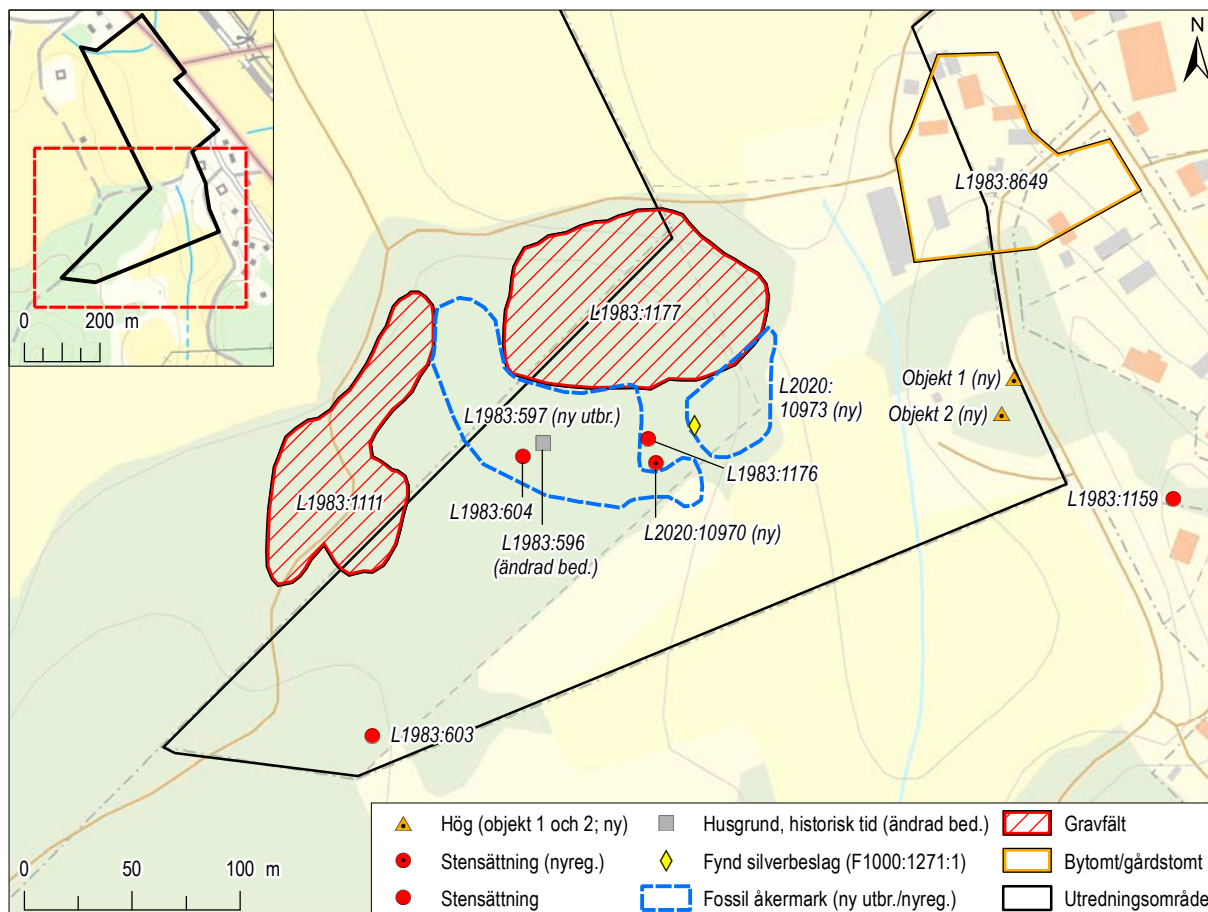 N
0 200 m
L1983:8649
L1983:1177
Objekt 1 (ny)
L2020:
10973 (ny)
Objekt 2 (ny)
L1983:597 (ny utbr.)
L1983:1176
L1983:1111
L1983:604
L1983:1159
L2020:10970 (ny)
L1983:596
(ändrad bed.)
L1983:603
0 50 100 m
Hög (objekt 1 och 2; ny)
Stensättning (nyreg.)
Stensättning
Husgrund, historisk tid (ändrad bed.)
Fynd silverbeslag (F1000:1271:1)
Fossil åkermark (ny utbr./nyreg.)
Gravfält
Bytomt/gårdstomt
Utredningsområde